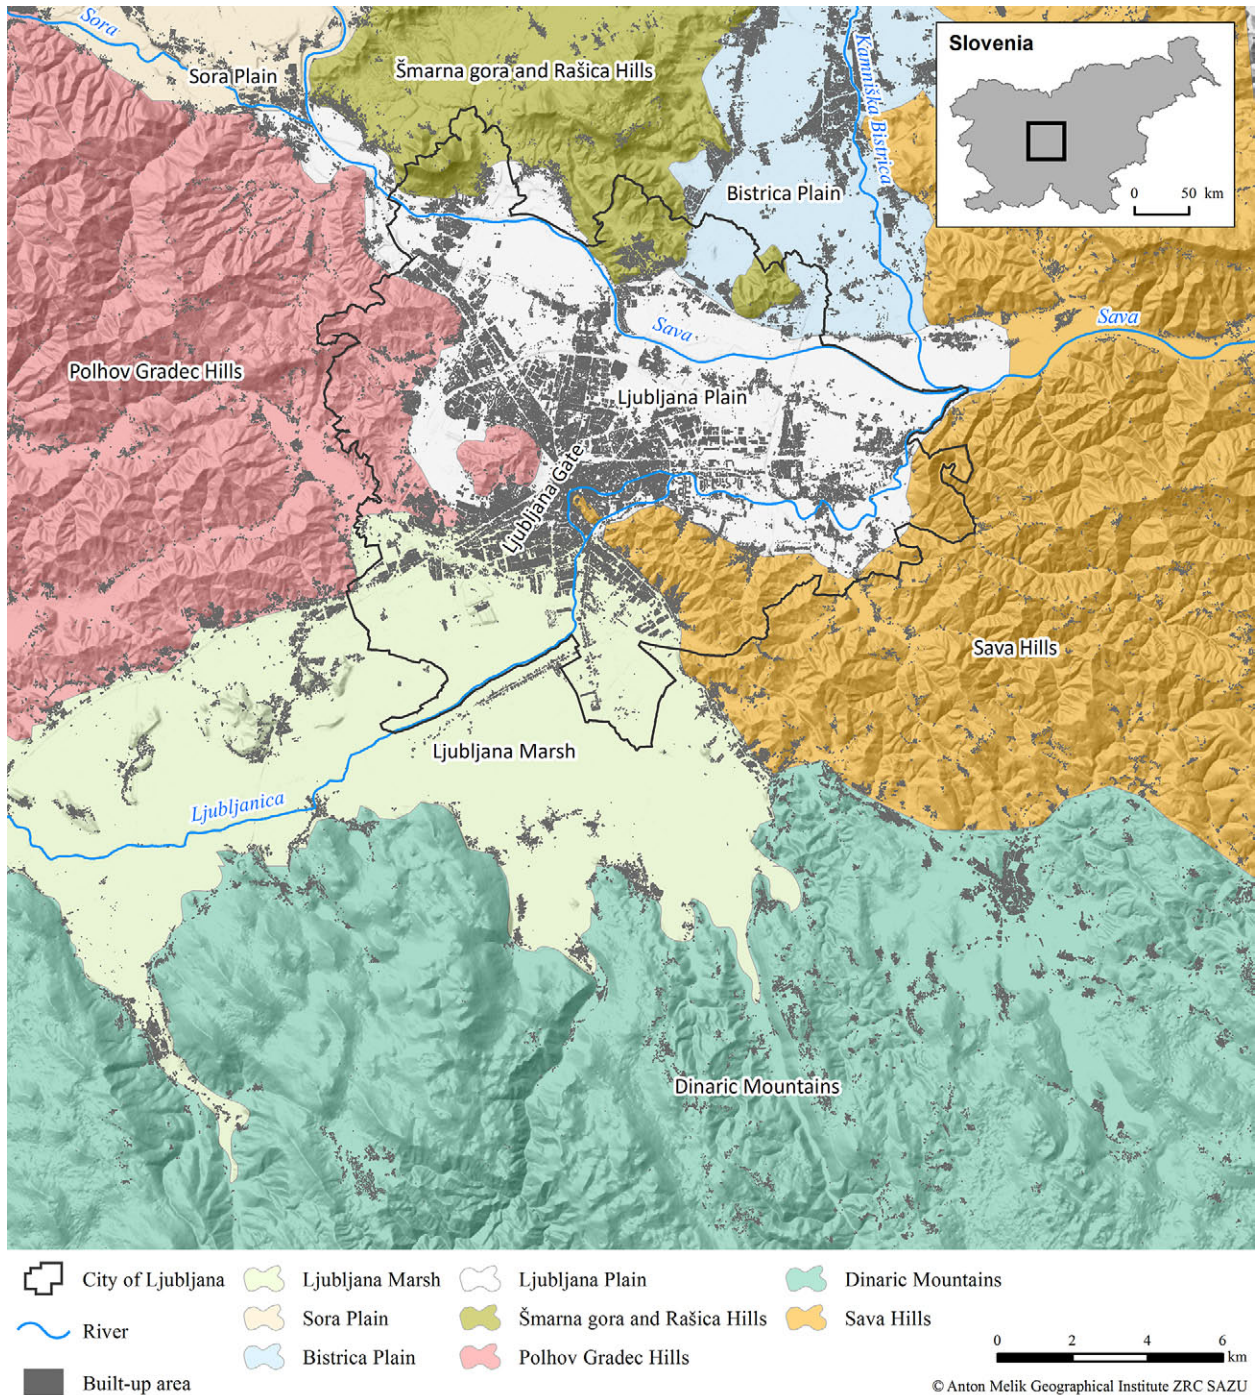 Sora
Sora Plain
Šmarna gora and Rašica Hills
Kamniška Bistrica
Slovenia
0 50 km
Bistrica Plain
Sava
Sava
Polhov Gradec Hills
Ljubljana Plain
Ljubljana Gate
Sava Hills
Ljubljana Marsh
Ljubljanica
Dinaric Mountains
City of Ljubljana
River
Built-up area
Ljubljana Marsh
Sora Plain
Bistrica Plain
Ljubljana Plain
Šmarna gora and Rašica Hills
Polhov Gradec Hills
Dinaric Mountains
Sava Hills
0 2 4 6
km
© Anton Melik Geographical Institute ZRC SAZU